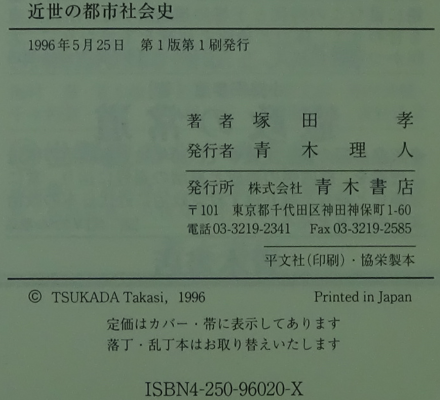 近世の都市社会史
1996年5月25日 第1版第1刷発行
著者 塚田 孝
発行者 青木理人
発行所 株式会社 青木書店
〒101 東京都千代田区神田神保町1-60
電話03-3219-2341 Fax03-3219-2585
平文社(印刷)・協栄製本
© TSUKADA Takasi, 1996 Printed in Japan
定価はカバー・帯に表示してあります
落丁・乱丁本はお取り替えいたします
ISBN4-250-96020-X